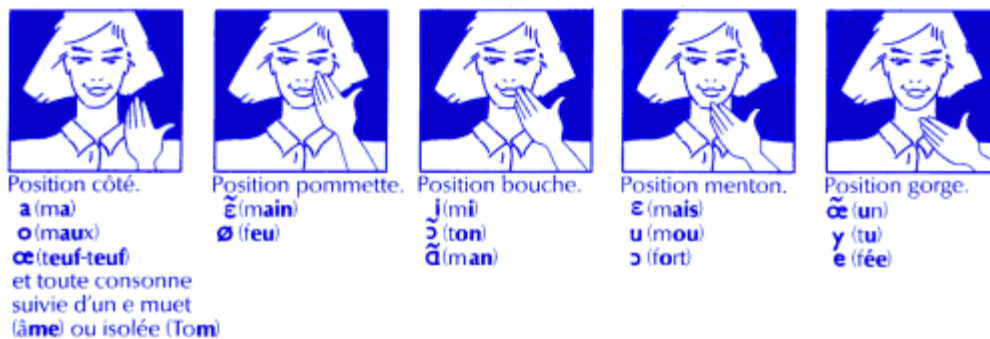 Position côté.
a (ma)
o (maux)
œ (teuf-teuf)
et toute consonne
suivie d'un e muet
(âme) ou isolée (Tom)
Position pommette.
ɛ̃ (main)
ø (feu)
Position bouche.
i (mi)
ɔ̃ (ton)
ɑ̃ (man)
Position menton.
ɛ (mais)
u (mou)
ɔ (fort)
Position gorge.
œ̃ (un)
y (tu)
e (fée)